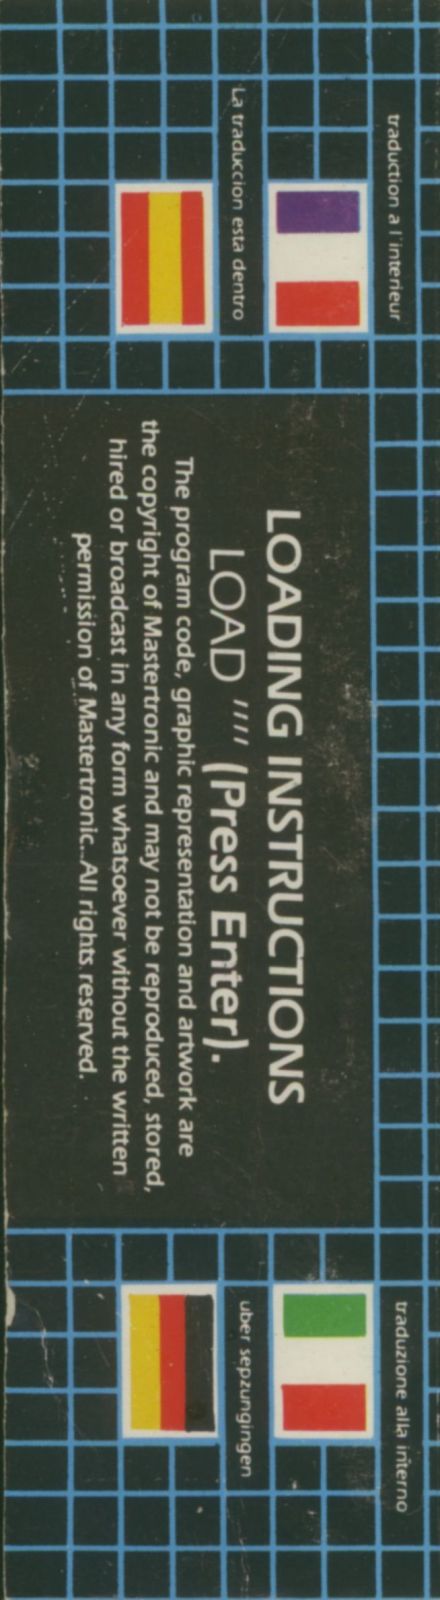 traduction a l'interieur
La traduccion esta dentro
LOADING INSTRUCTIONS
LOAD "" (Press Enter).
The program code, graphic representation and artwork are
the copyright of Mastertronic and may not be reproduced, stored,
hired or broadcast in any form whatsoever without the written
permission of Mastertronic. All rights reserved.
traduzione alla interno
uber sepzungingen